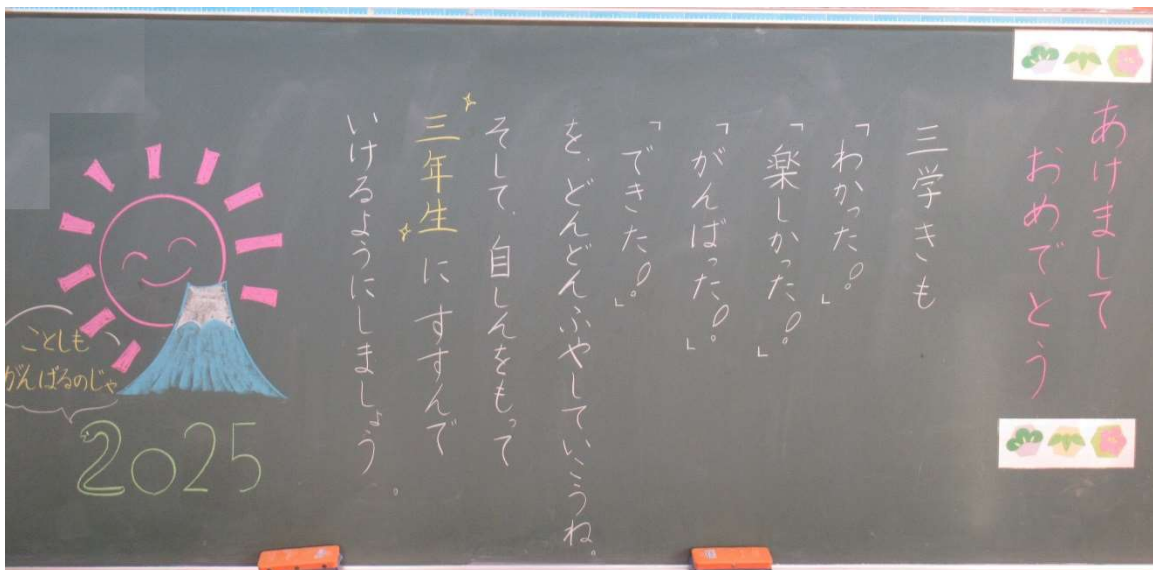 あけまして
おめでとう
三学きも
「わかった!。」
「楽しかった!。」
「がんばった!。」
「できた!。」
を、どんどんふやしていこうね。
そして、自しんをもって
三年生にすすんで
いけるようにしましょう。
ことしも
がんばるのじゃ
2025